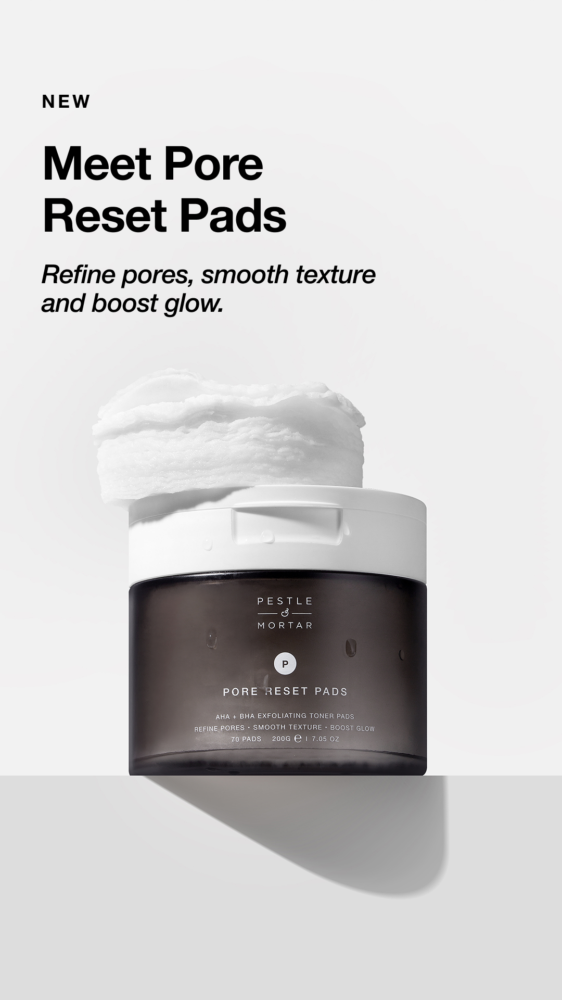 NEW
Meet Pore
Reset Pads
Refine pores, smooth texture
and boost glow.
PESTLE
&
MORTAR
P
PORE RESET PADS
AHA + BHA EXFOLIATING TONER PADS
REFINE PORES • SMOOTH TEXTURE • BOOST GLOW
70 PADS 200G ℮ | 7.05 OZ